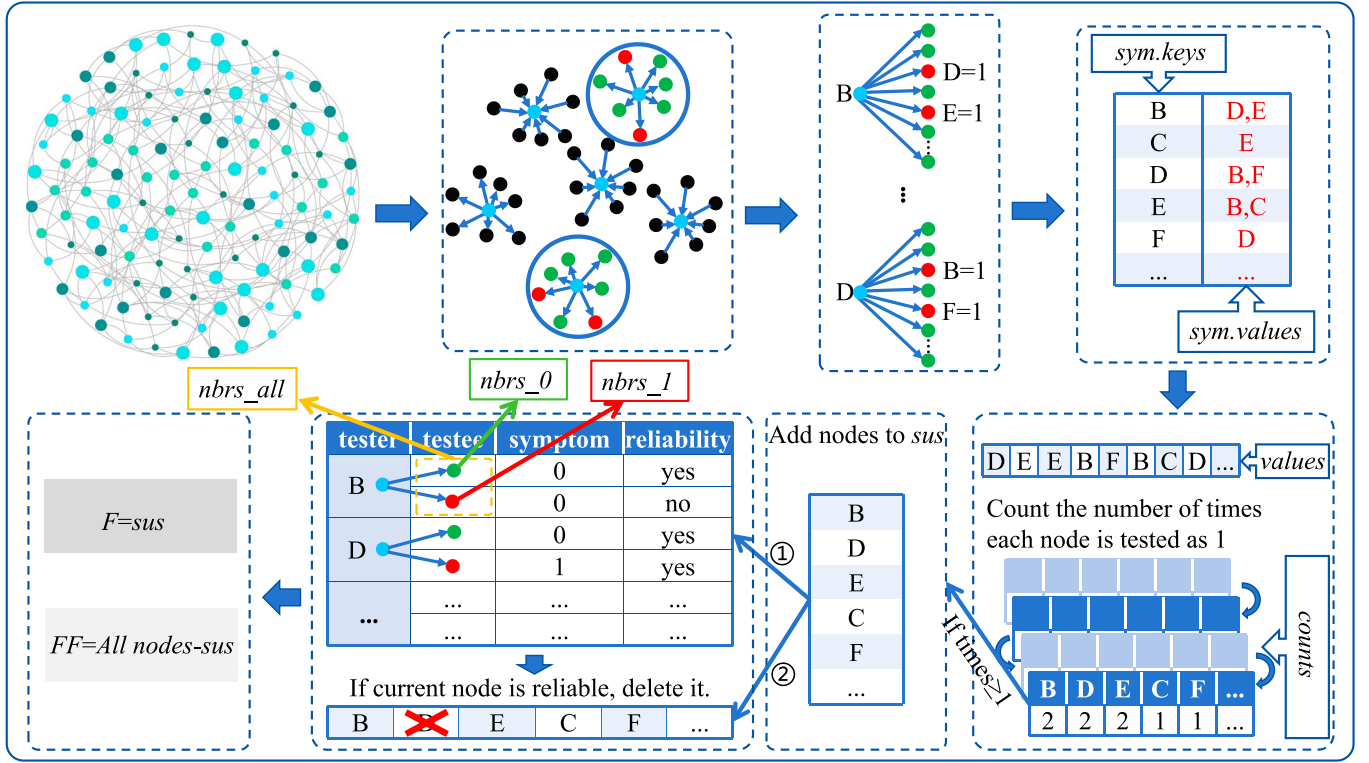 B
D=1
E=1
D
B=1
F=1
sym.keys
B D,E
C E
D B,F
E B,C
F D
... ...
sym.values
nbrs_all
nbrs_0
nbrs_1
F=sus
FF=All nodes-sus
tester testee symptom reliability
B 0 yes
0 no
D 0 yes
1 yes
... ... ... ...
... ... ...
If current node is reliable, delete it.
B D E C F ...
Add nodes to sus
①
②
B
D
E
C
F
...
If times≥1
D E E B F B C D ...
values
Count the number of times
each node is tested as 1
counts
B D E C F ...
2 2 2 1 1 ...